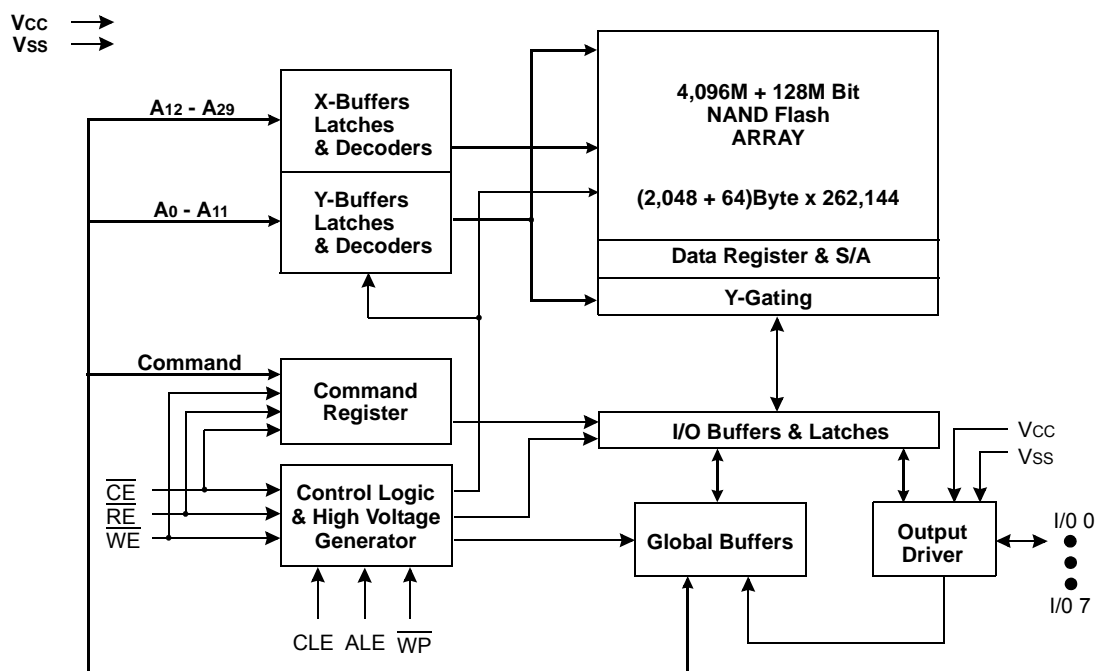 VCC
VSS
A12 - A29
X-Buffers
Latches
& Decoders
4,096M + 128M Bit
NAND Flash
ARRAY
(2,048 + 64)Byte x 262,144
A0 - A11
Y-Buffers
Latches
& Decoders
Data Register & S/A
Y-Gating
Command
Command
Register
I/O Buffers & Latches
VCC
VSS
CE
RE
WE
Control Logic
& High Voltage
Generator
Global Buffers
Output
Driver
I/0 0
I/0 7
CLE ALE WP